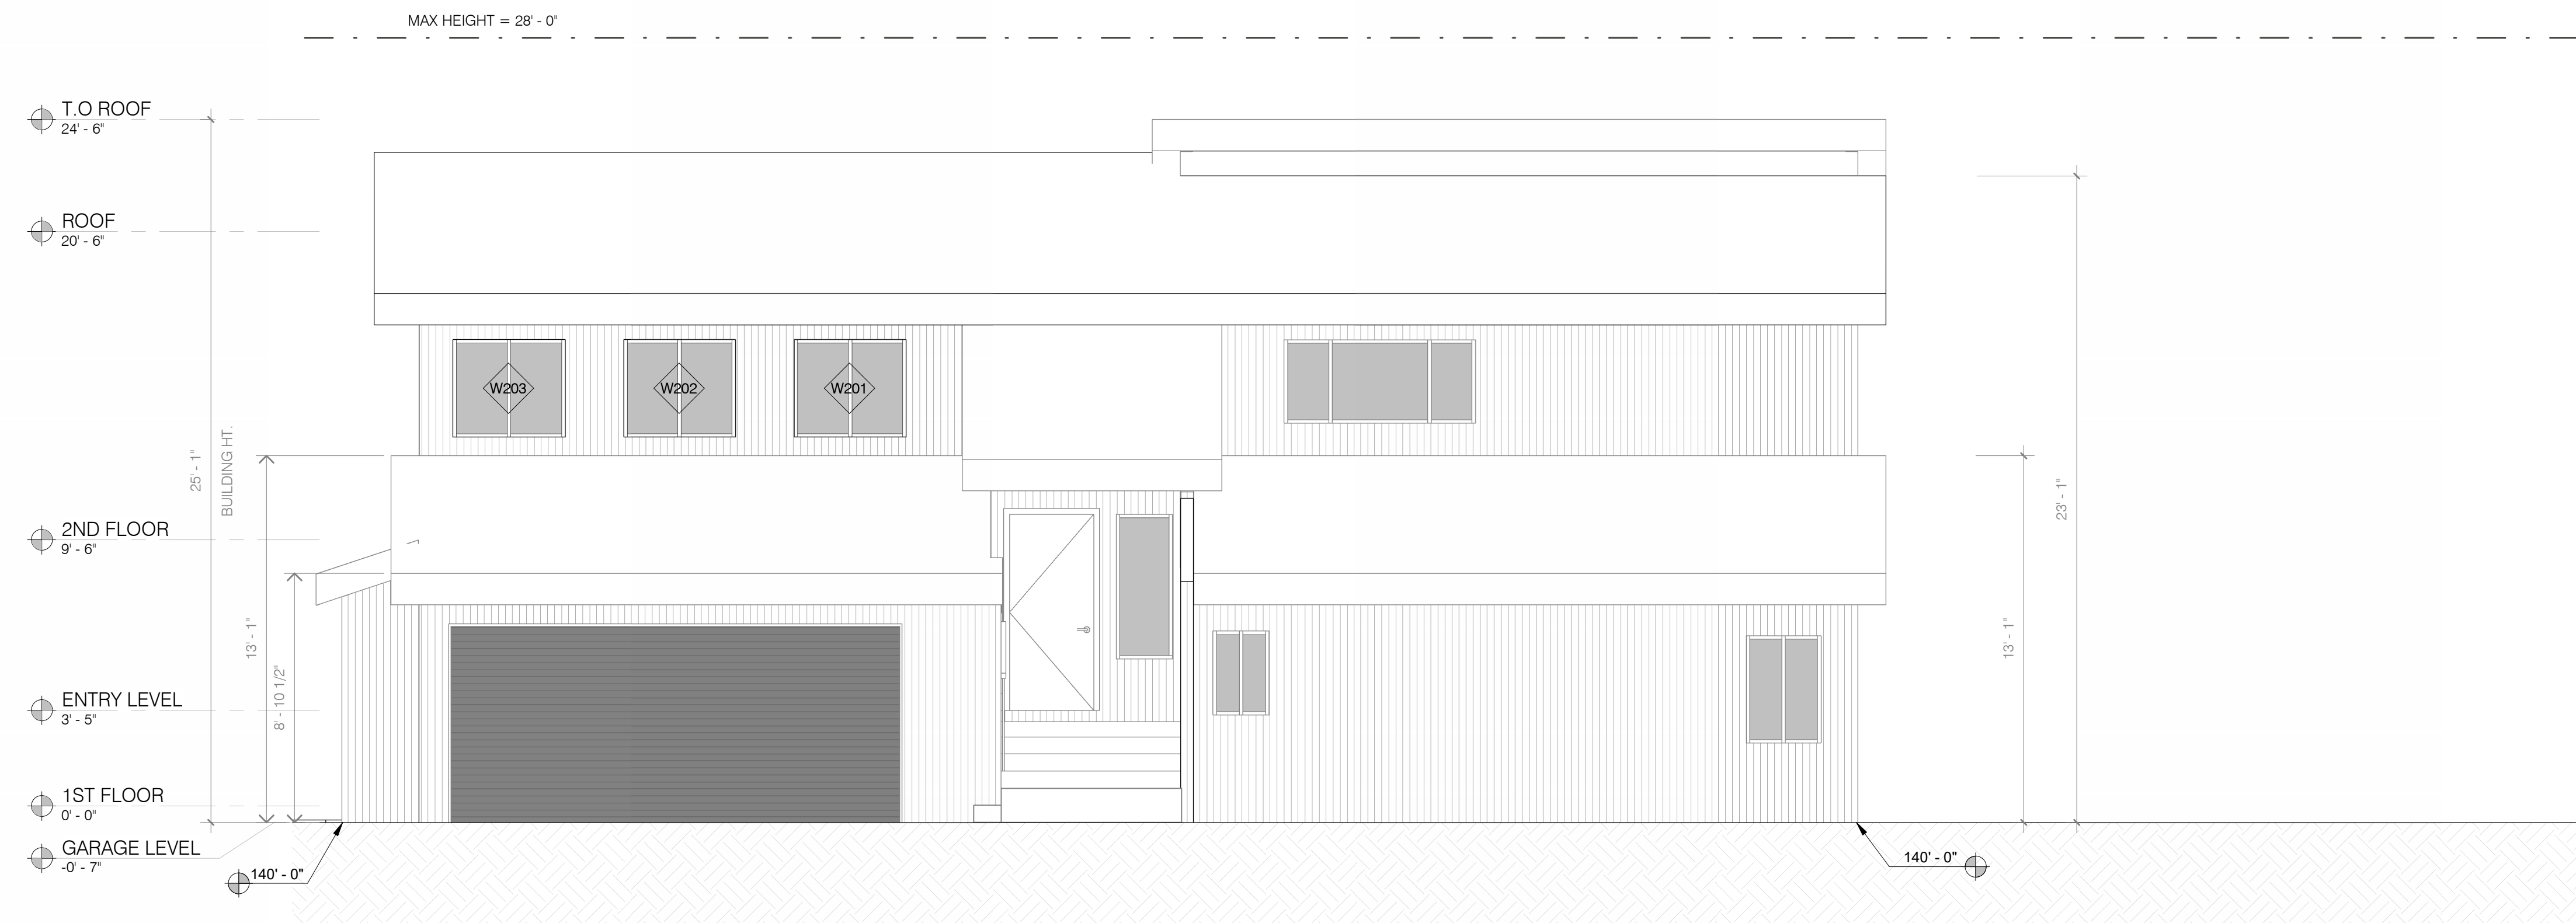 MAX HEIGHT = 28' - 0"
T.O ROOF
24' - 6"
ROOF
20' - 6"
W203
W202
W201
25' - 1"
BUILDING HT.
23' - 1"
2ND FLOOR
9' - 6"
13' - 1"
13' - 1"
8' - 10 1/2"
ENTRY LEVEL
3' - 5"
1ST FLOOR
0' - 0"
GARAGE LEVEL
-0' - 7"
140' - 0"
140' - 0"